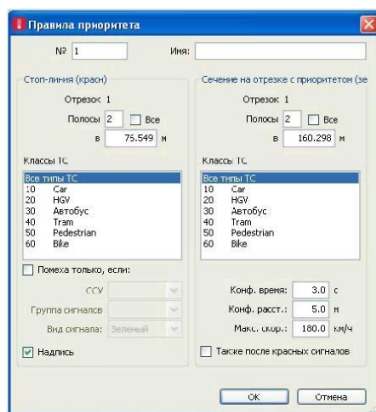 Правила приоритета
№ 1 Имя:
Стоп-линия (красн)
Отрезок 1
Полосы 2 Все
в 75.549 м
Классы ТС
Все типы ТС
10 Car
20 HGV
30 Автобус
40 Tram
50 Pedestrian
60 Bike
Помеха только, если:
ССУ
Группа сигналов
Вид сигнала: Зеленый
Надпись
Сечение на отрезке с приоритетом (зе
Отрезок 1
Полосы 2 Все
в 160.298 м
Классы ТС
Все типы ТС
10 Car
20 HGV
30 Автобус
40 Tram
50 Pedestrian
60 Bike
Конф. время: 3.0 с
Конф. расст.: 5.0 м
Макс. скор.: 180.0 км/ч
Также после красных сигналов
OK Отмена